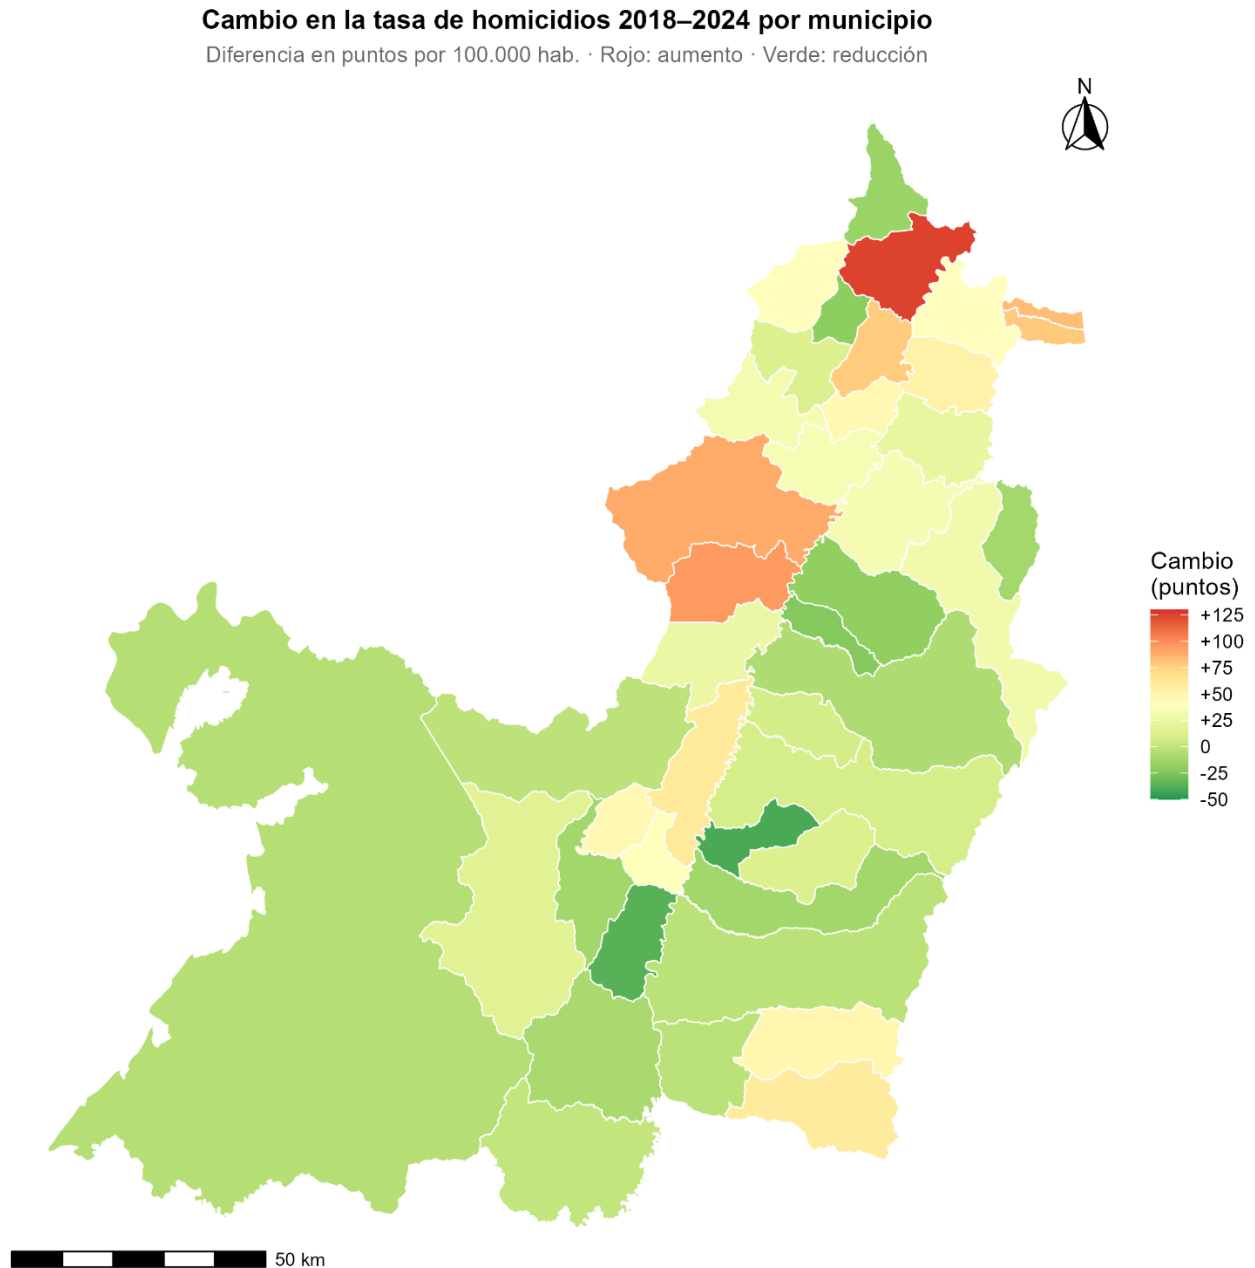 Cambio en la tasa de homicidios 2018–2024 por municipio
Diferencia en puntos por 100.000 hab. · Rojo: aumento · Verde: reducción
N
Cambio
(puntos)
+125
+100
+75
+50
+25
0
-25
-50
50 km